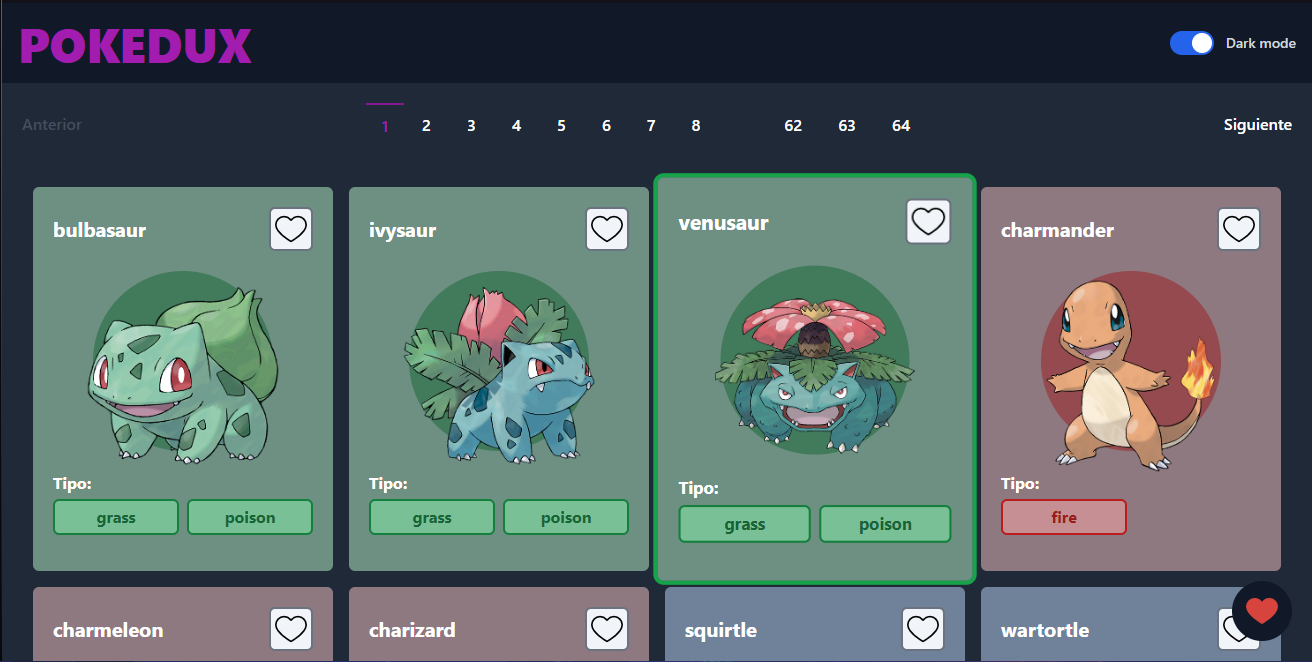 POKEDUX
Dark mode
Anterior
1 2 3 4 5 6 7 8 62 63 64
Siguiente
bulbasaur
ivysaur
venusaur
charmander
Tipo:
grass poison
Tipo:
grass poison
Tipo:
grass poison
Tipo:
fire
charmeleon
charizard
squirtle
wartortle